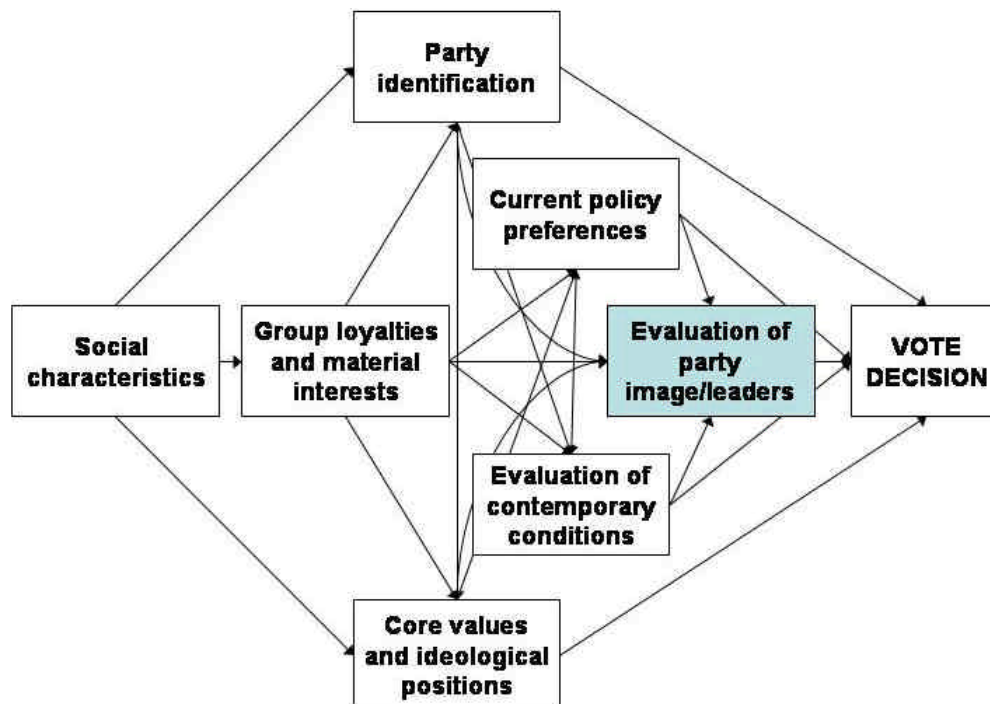 Party
identification
Current policy
preferences
Social
characteristics
Group loyalties
and material
interests
Evaluation of
party
image/leaders
VOTE
DECISION
Evaluation of
contemporary
conditions
Core values
and ideological
positions